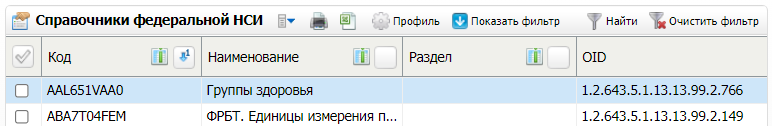 Справочники федеральной НСИ Профиль Показать фильтр Найти Очистить фильтр
Код 1 Наименование Раздел OID
AAL651VAA0 Группы здоровья 1.2.643.5.1.13.13.99.2.766
ABA7T04FEM ФРБТ. Единицы измерения п... 1.2.643.5.1.13.13.99.2.149